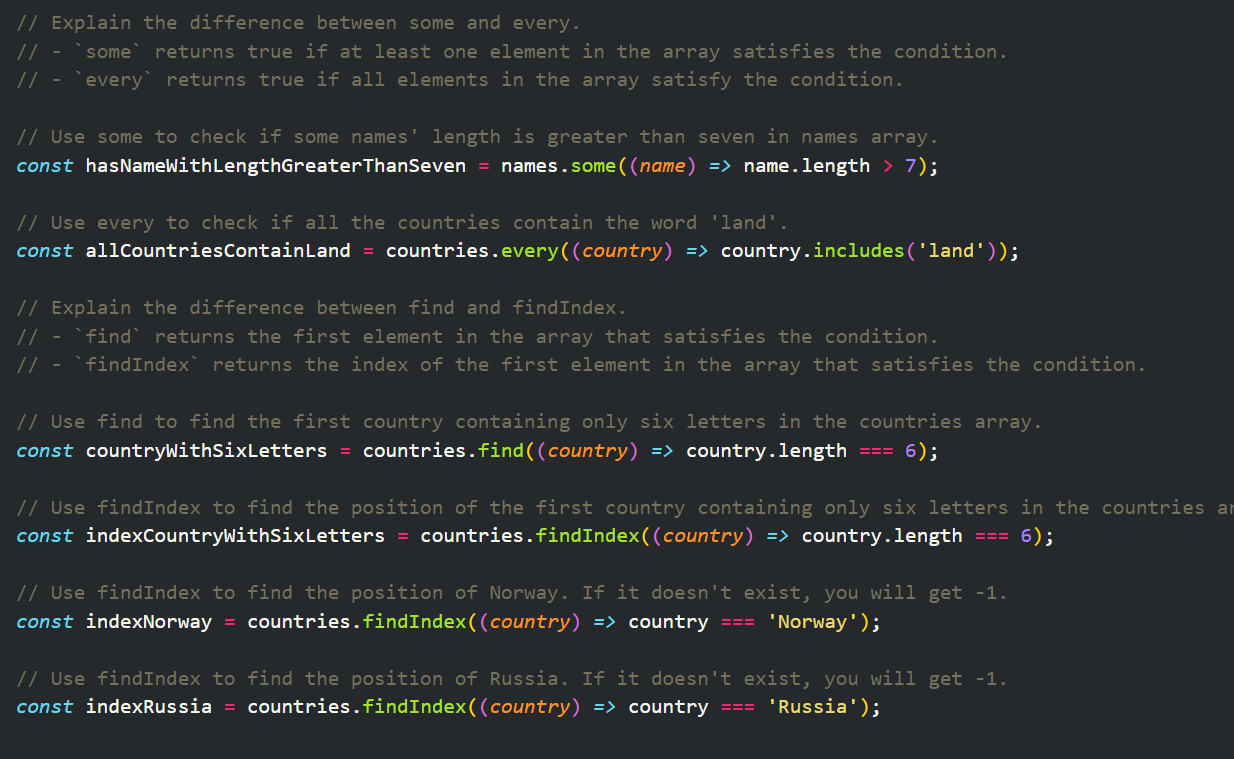 // Explain the difference between some and every.
// - `some` returns true if at least one element in the array satisfies the condition.
// - `every` returns true if all elements in the array satisfy the condition.
// Use some to check if some names' length is greater than seven in names array.
const hasNameWithLengthGreaterThanSeven = names.some((name) => name.length > 7);
// Use every to check if all the countries contain the word 'land'.
const allCountriesContainLand = countries.every((country) => country.includes('land'));
// Explain the difference between find and findIndex.
// - `find` returns the first element in the array that satisfies the condition.
// - `findIndex` returns the index of the first element in the array that satisfies the condition.
// Use find to find the first country containing only six letters in the countries array.
const countryWithSixLetters = countries.find((country) => country.length === 6);
// Use findIndex to find the position of the first country containing only six letters in the countries
const indexCountryWithSixLetters = countries.findIndex((country) => country.length === 6);
// Use findIndex to find the position of Norway. If it doesn't exist, you will get -1.
const indexNorway = countries.findIndex((country) => country === 'Norway');
// Use findIndex to find the position of Russia. If it doesn't exist, you will get -1.
const indexRussia = countries.findIndex((country) => country === 'Russia');